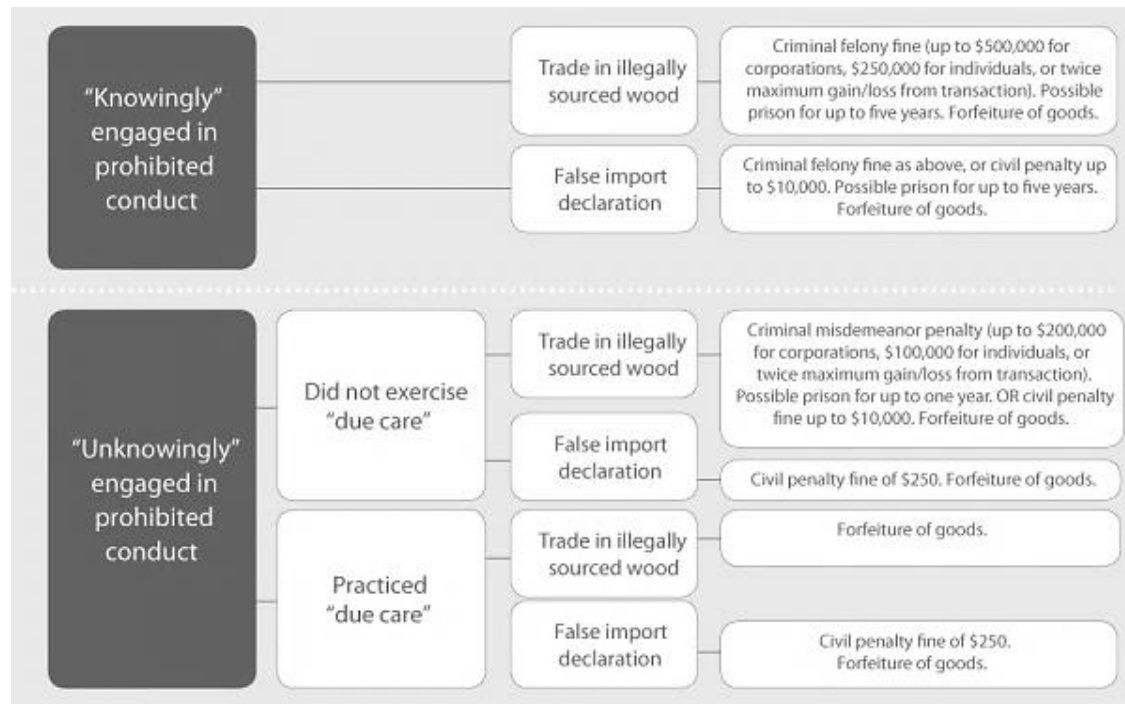 “Knowingly”
engaged in
prohibited
conduct
Trade in illegally
sourced wood
Criminal felony fine (up to $500,000 for
corporations, $250,000 for individuals, or twice
maximum gain/loss from transaction). Possible
prison for up to five years. Forfeiture of goods.
False import
declaration
Criminal felony fine as above, or civil penalty up
to $10,000. Possible prison for up to five years.
Forfeiture of goods.
“Unknowingly”
engaged in
prohibited
conduct
Did not exercise
“due care”
Trade in illegally
sourced wood
Criminal misdemeanor penalty (up to $200,000
for corporations, $100,000 for individuals, or
twice maximum gain/loss from transaction).
Possible prison for up to one year. OR civil penalty
fine up to $10,000. Forfeiture of goods.
False import
declaration
Civil penalty fine of $250. Forfeiture of goods.
Practiced
“due care”
Trade in illegally
sourced wood
Forfeiture of goods.
False import
declaration
Civil penalty fine of $250.
Forfeiture of goods.